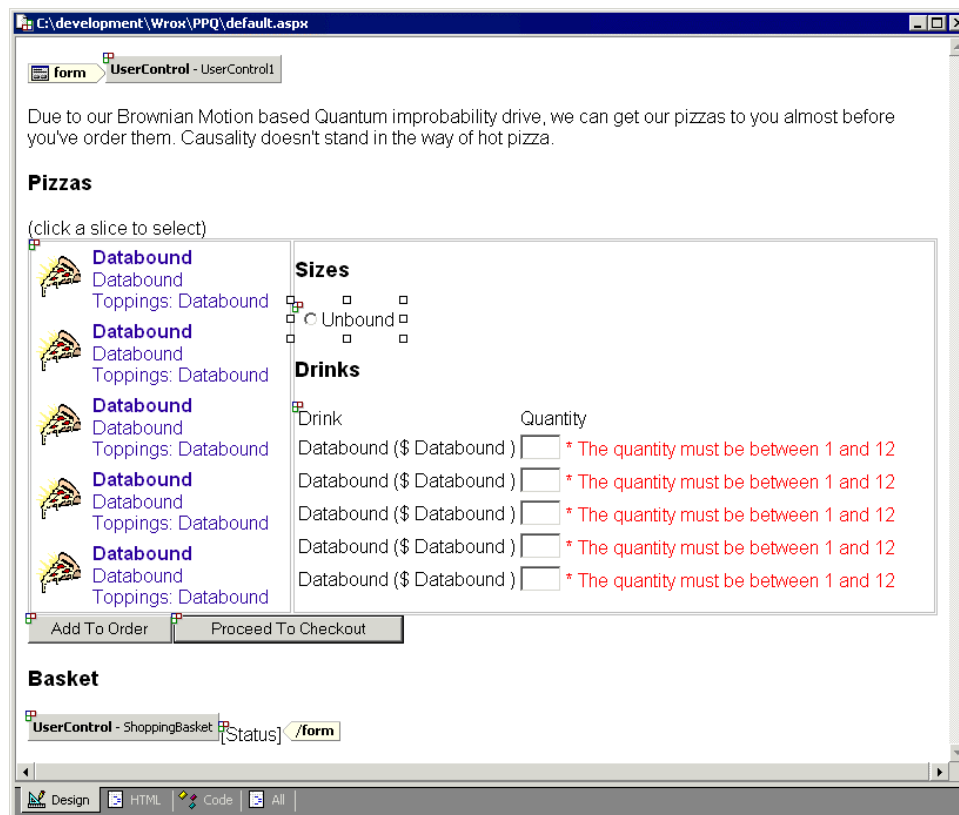 C:\development\Wrox\PPQ\default.aspx
form UserControl - UserControl1
Due to our Brownian Motion based Quantum improbability drive, we can get our pizzas to you almost before
you've order them. Causality doesn't stand in the way of hot pizza.
Pizzas
(click a slice to select)
Databound
Databound
Toppings: Databound
Databound
Databound
Toppings: Databound
Databound
Databound
Toppings: Databound
Databound
Databound
Toppings: Databound
Databound
Databound
Toppings: Databound
Sizes
Unbound
Drinks
Drink Quantity
Databound ($ Databound ) * The quantity must be between 1 and 12
Databound ($ Databound ) * The quantity must be between 1 and 12
Databound ($ Databound ) * The quantity must be between 1 and 12
Databound ($ Databound ) * The quantity must be between 1 and 12
Databound ($ Databound ) * The quantity must be between 1 and 12
Add To Order Proceed To Checkout
Basket
UserControl - ShoppingBasket [Status] /form
Design HTML Code All